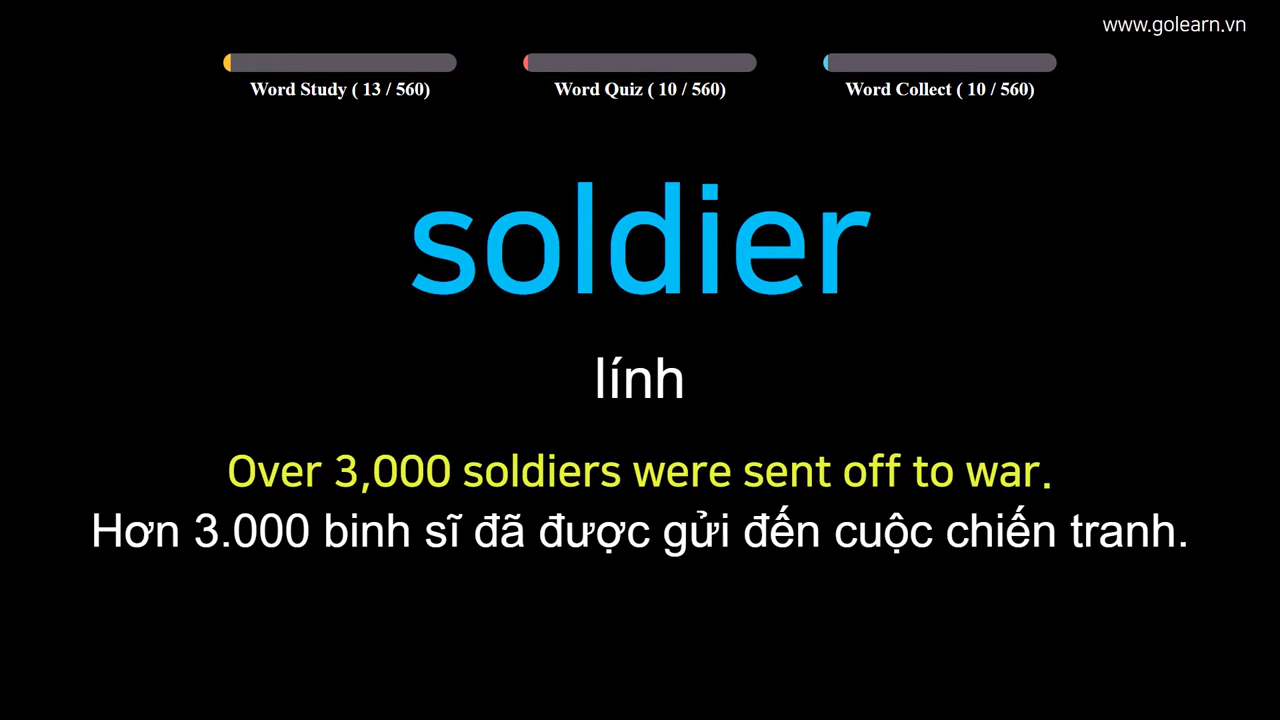 www.golearn.vn
Word Study ( 13 / 560)
Word Quiz ( 10 / 560)
Word Collect ( 10 / 560)
soldier
lính
Over 3,000 soldiers were sent off to war.
Hơn 3.000 binh sĩ đã được gửi đến cuộc chiến tranh.